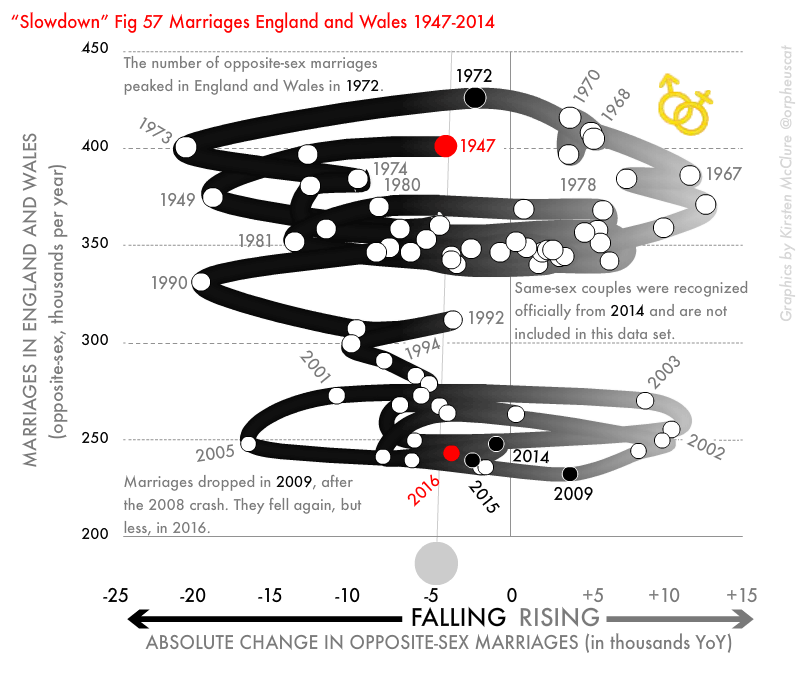 “Slowdown” Fig 57 Marriages England and Wales 1947-2014
450
The number of opposite-sex marriages
peaked in England and Wales in 1972.
1972
1970
1968
Graphics by Kirsten McClure @orpheuscat
MARRIAGES IN ENGLAND AND WALES
(opposite-sex, thousands per year)
1973
400
1947
1974
1967
1949
1980
1978
1981
350
1990
Same-sex couples were recognized
officially from 2014 and are not
included in this data set.
1992
300
1994
2001
2003
250
2005
2002
2014
Marriages dropped in 2009, after
the 2008 crash. They fell again, but
less, in 2016.
2016
2015
2009
200
-25
-20
-15
-10
-5
0
+5
+10
+15
FALLING RISING
ABSOLUTE CHANGE IN OPPOSITE-SEX MARRIAGES (in thousands YoY)